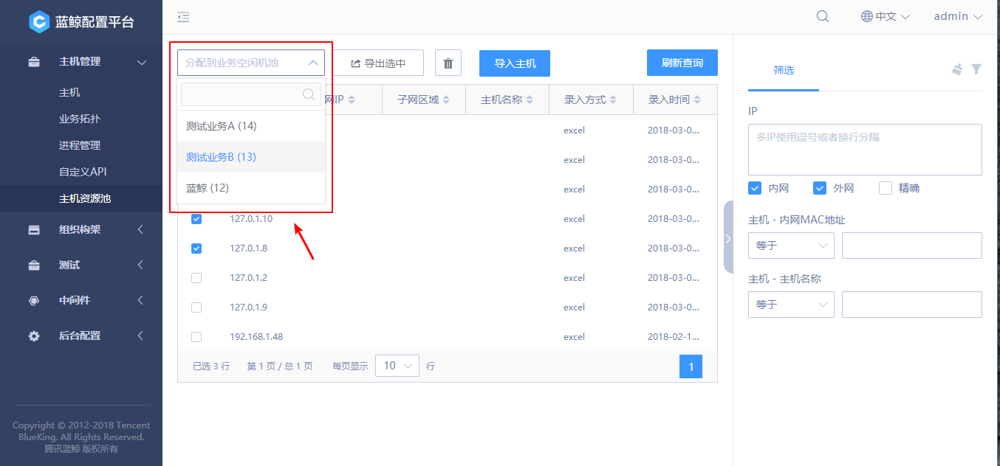 蓝鲸配置平台
主机管理
主机
业务拓扑
进程管理
自定义API
主机资源池
组织构架
测试
中间件
后台配置
Copyright © 2012-2018 Tencent
BlueKing. All Rights Reserved.
腾讯蓝鲸 版权所有
中文 admin
分配到业务空闲机池 导出选中 导入主机 刷新查询
测试业务A (14)
测试业务B (13)
蓝鲸 (12)
网IP 子网区域 主机名称 录入方式 录入时间
excel 2018-03-0...
excel 2018-03-0...
excel 2018-03-0...
127.0.1.10 excel 2018-03-0...
127.0.1.8 excel 2018-03-0...
127.0.1.2 excel 2018-03-0...
127.0.1.9 excel 2018-03-0...
192.168.1.48 excel 2018-02-1...
已选 3 行 第 1 页 / 总 1 页 每页显示 10 行 1
筛选
IP
多IP使用逗号或者换行分隔
内网 外网 精确
主机 - 内网MAC地址
等于
主机 - 主机名称
等于